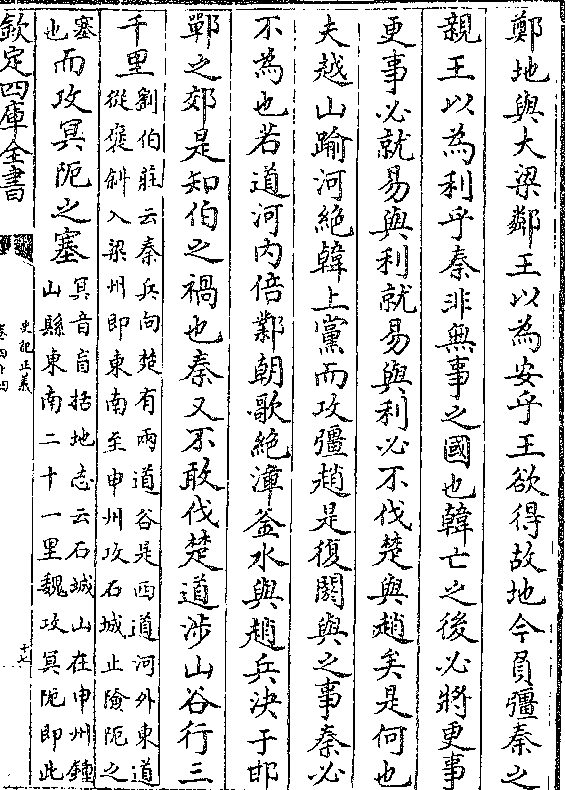 鄭地與大梁鄰王以為安乎王欲得故地今負彊秦之
親王以為利乎秦非無事之國也韓亡之後必將更事
更事必就易與利就易與利必不伐楚與趙矣是何也
夫越山踰河絶韓上黨而攻彊趙是復閼與之事秦必
不為也若道河内倍鄴朝歌絶漳釜水與趙兵決于邯
鄲之郊是知伯之禍也秦又不敢伐楚道涉山谷行三
千里
劉伯莊云秦兵向楚有兩道谷是西道河外東道
從襃斜入梁州即東南至申州攻石城止險阨之
塞
也
而攻冥阨之塞
冥音盲括地志云石城山在申州鍾
山縣東南二十一里魏攻冥阨即此
欽定四庫全書
史記正義
卷四十四
十七